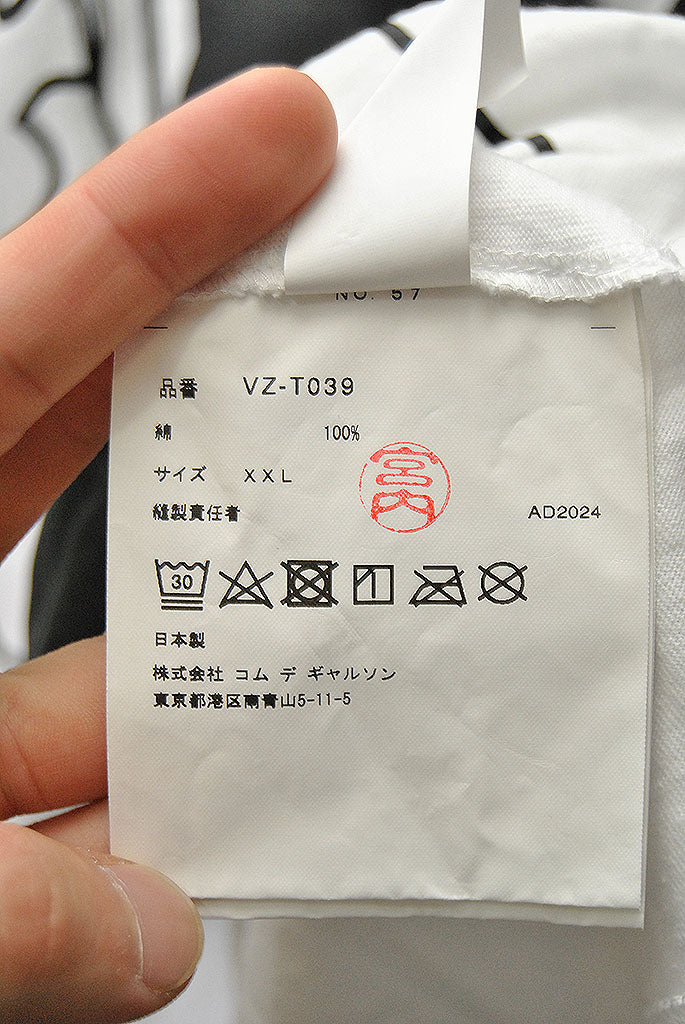 NO. 57
品番 VZ-T039
綿 100%
サイズ XXL
宮内
縫製責任者 AD2024
30
日本製
株式会社 コム デ ギャルソン
東京都港区南青山5-11-5